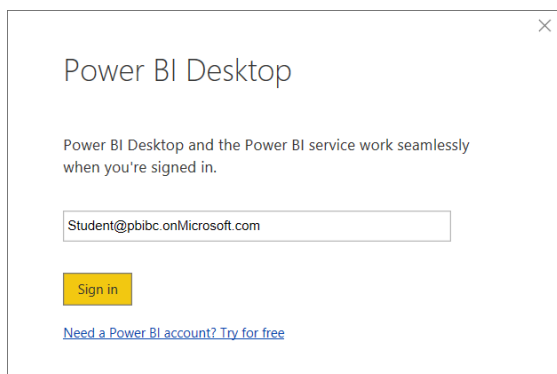 Power BI Desktop
Power BI Desktop and the Power BI service work seamlessly
when you're signed in.
Student@pbibc.onMicrosoft.com
Sign in
Need a Power BI account? Try for free